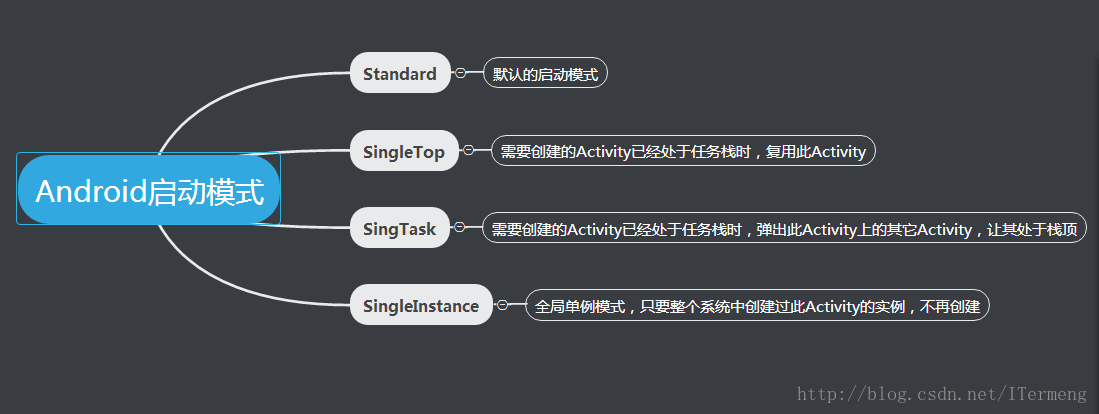 Android启动模式
Standard
默认的启动模式
SingleTop
需要创建的Activity已经处于任务栈时，复用此Activity
SingTask
需要创建的Activity已经处于任务栈时，弹出此Activity上的其它Activity，让其处于栈顶
SingleInstance
全局单例模式，只要整个系统中创建过此Activity的实例，不再创建
http://blog.csdn.net/ITermeng